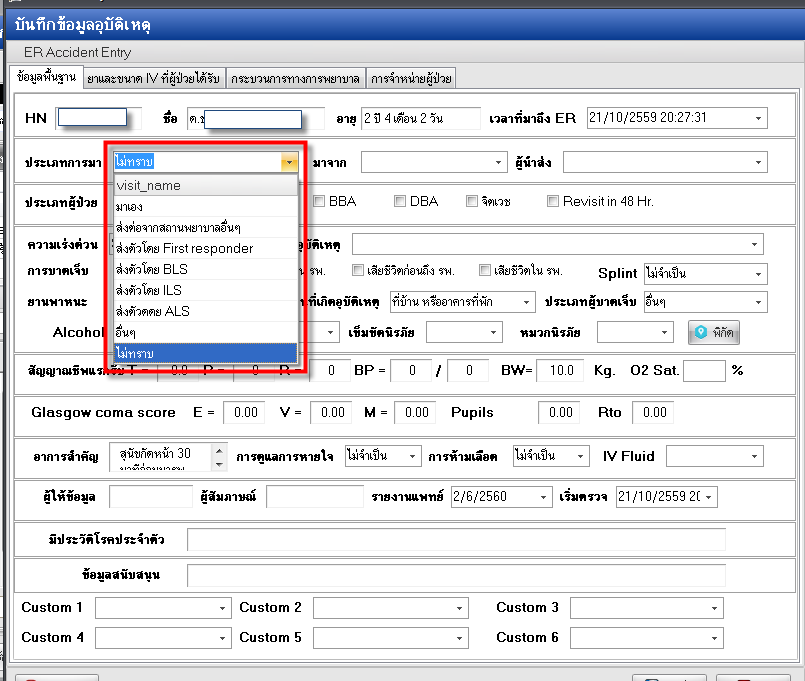 บันทึกข้อมูลอุบัติเหตุ
ER Accident Entry
ข้อมูลพื้นฐาน ยาและขนาด IV ที่ผู้ป่วยได้รับ กระบวนการทางการพยาบาล การจำหน่ายผู้ป่วย
HN ชื่อ ด.ช อายุ 2 ปี 4 เดือน 2 วัน เวลาที่มาถึง ER 21/10/2559 20:27:31
ประเภทการมา ไม่ทราบ มาจาก ผู้นำส่ง
visit_name
ประเภทผู้ป่วย มาเอง BBA DBA จิตเวช Revisit in 48 Hr.
ส่งต่อจากสถานพยาบาลอื่นๆ
ความเร่งด่วน ส่งตัวโดย First responder อุบัติเหตุ
การบาดเจ็บ ส่งตัวโดย BLS น รพ. เสียชีวิตก่อนถึง รพ. เสียชีวิตใน รพ. Splint ไม่จำเป็น
ส่งตัวโดย ILS
ยานพาหนะ ส่งตัวดดย ALS ที่เกิดอุบัติเหตุ ที่บ้าน หรืออาคารที่พัก ประเภทผู้บาดเจ็บ อื่นๆ
Alcohol อื่นๆ เข็มขัดนิรภัย หมวกนิรภัย พิกัด
ไม่ทราบ
สัญญาณชีพแรกรับ T = 0.0 P = 0 R = 0 BP = 0 / 0 BW= 10.0 Kg. O2 Sat. %
Glasgow coma score E = 0.00 V = 0.00 M = 0.00 Pupils 0.00 Rto 0.00
อาการสำคัญ สุนัขกัดหน้า 30 การดูแลการหายใจ ไม่จำเป็น การห้ามเลือด ไม่จำเป็น IV Fluid
นาทีก่อนมารพ
ผู้ให้ข้อมูล ผู้สัมภาษณ์ รายงานแพทย์ 2/6/2560 เริ่มตรวจ 21/10/2559 20
มีประวัติโรคประจำตัว
ข้อมูลสนับสนุน
Custom 1 Custom 2 Custom 3
Custom 4 Custom 5 Custom 6